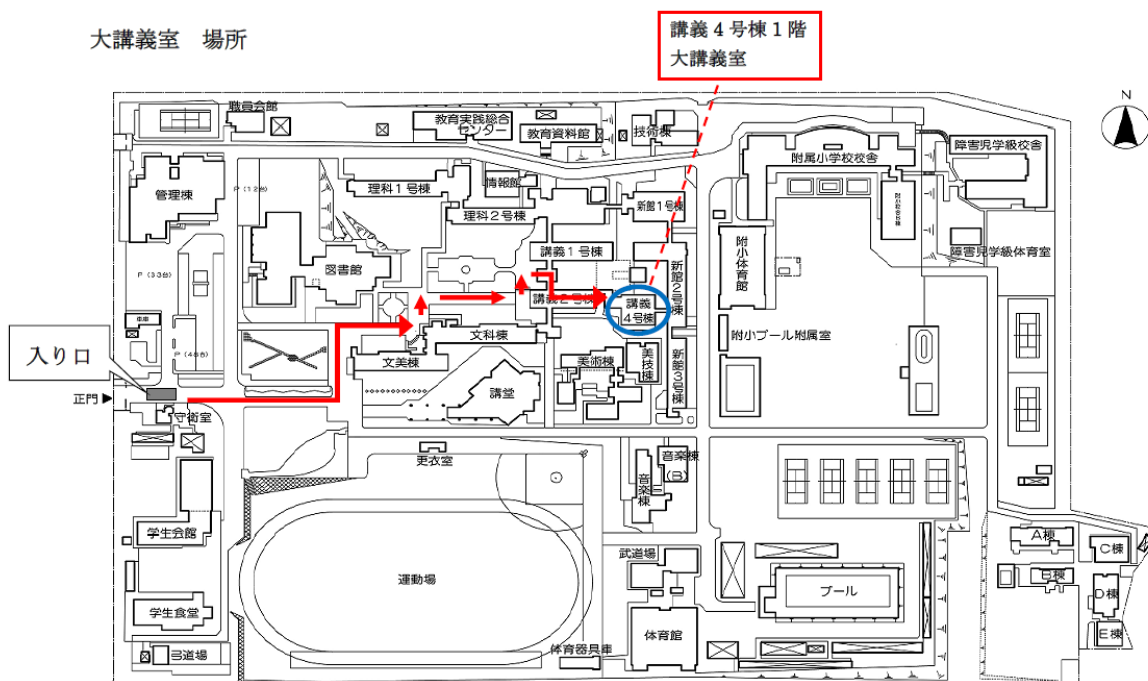 大講義室 場所
講義4号棟1階
大講義室
N
職員会館
教育実践総合
センター
教育資料館
技術棟
附属小学校校舎
障害児学級校舎
管理棟
P(12台)
理科1号棟
情報館
理科2号棟
新館1号棟
障害児学級体育室
講義1号棟
附小体育館
図書館
新館2号棟
P(33台)
講義2号棟
講義
4号棟
車庫
文科棟
附小プール附属室
P(48台)
入り口
文美棟
美術棟
美技棟
新館3号棟
講堂
正門
守衛室
更衣室
音楽棟
(B)
音楽棟
学生会館
武道場
A棟
C棟
B棟
運動場
プール
D棟
学生食堂
体育館
E棟
弓道場
体育器具庫